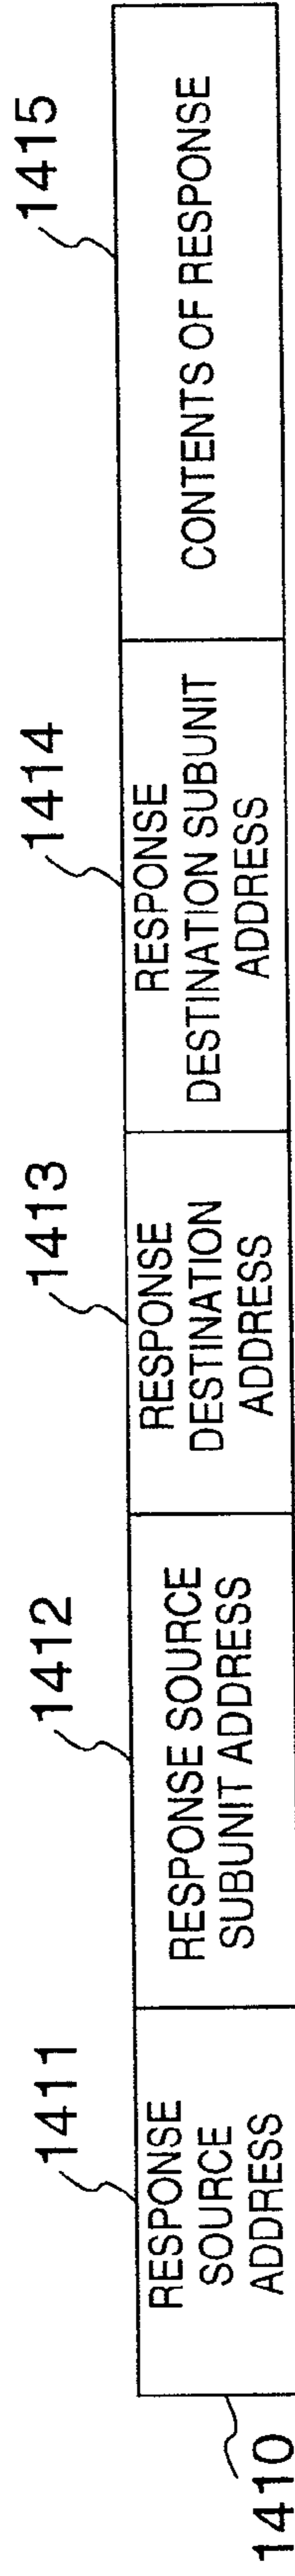 1410
1411
RESPONSE
SOURCE
ADDRESS
1412
RESPONSE SOURCE
SUBUNIT ADDRESS
1413
RESPONSE
DESTINATION
ADDRESS
1414
RESPONSE
DESTINATION SUBUNIT
ADDRESS
1415
CONTENTS OF RESPONSE